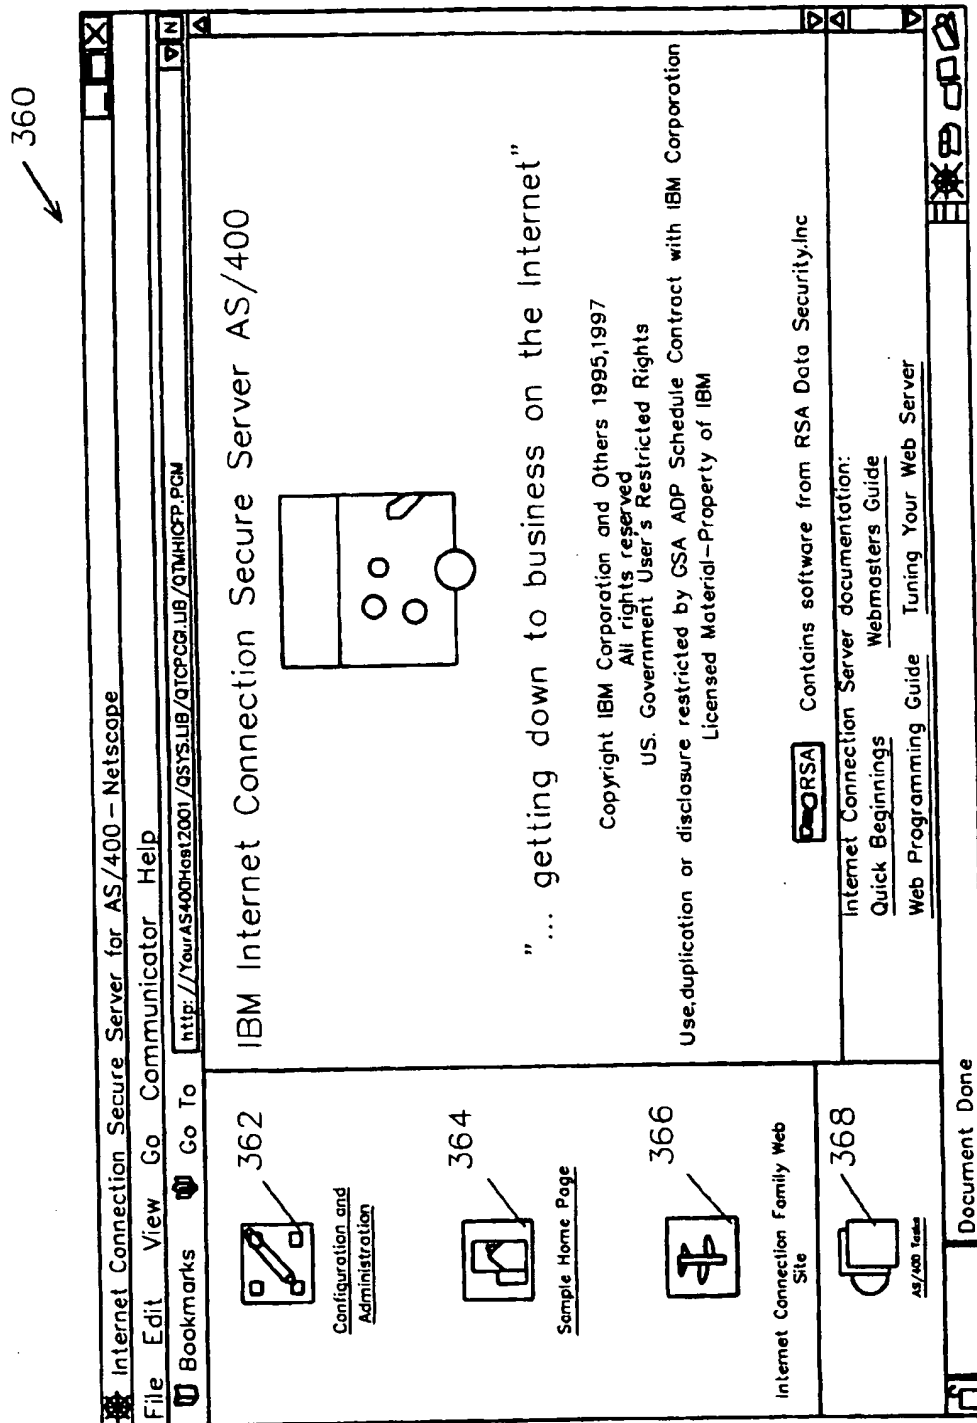 360
Internet Connection Secure Server for AS/400 – Netscape
File Edit View Go Communicator Help
Bookmarks Go To http://YourAS400Host2001/QSYS.LIB/QTCPCGI.LIB/QTMHICFP.PGM
N
362
Configuration and
Administration
364
Sample Home Page
366
Internet Connection Family Web
Site
368
AS/400 Tasks
IBM Internet Connection Secure Server AS/400
"... getting down to business on the Internet"
Copyright IBM Corporation and Others 1995,1997
All rights reserved
US. Government User's Restricted Rights
Use,duplication or disclosure restricted by GSA ADP Schedule Contract with IBM Corporation
Licensed Material-Property of IBM
RSA Contains software from RSA Data Security.Inc
Internet Connection Server documentation:
Quick Beginnings Webmasters Guide
Web Programming Guide Tuning Your Web Server
Document Done